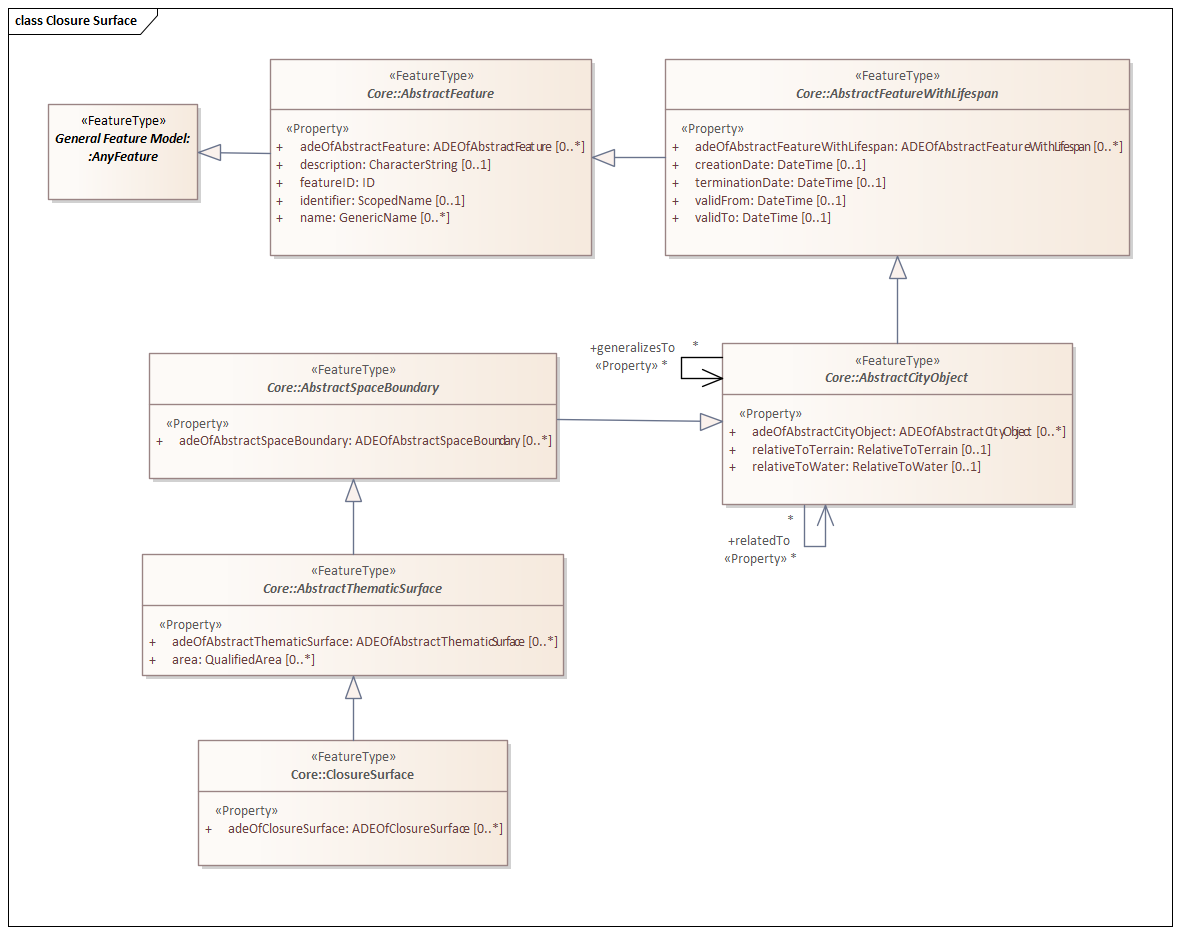 class Closure Surface
«FeatureType»
General Feature Model:
:AnyFeature
«FeatureType»
Core::AbstractFeature
«Property»
+ adeOfAbstractFeature: ADEOfAbstractFeature [0..*]
+ description: CharacterString [0..1]
+ featureID: ID
+ identifier: ScopedName [0..1]
+ name: GenericName [0..*]
«FeatureType»
Core::AbstractFeatureWithLifespan
«Property»
+ adeOfAbstractFeatureWithLifespan: ADEOfAbstractFeatureWithLifespan [0..*]
+ creationDate: DateTime [0..1]
+ terminationDate: DateTime [0..1]
+ validFrom: DateTime [0..1]
+ validTo: DateTime [0..1]
+generalizesTo *
«Property» *
«FeatureType»
Core::AbstractCityObject
«Property»
+ adeOfAbstractCityObject: ADEOfAbstractCityObject [0..*]
+ relativeToTerrain: RelativeToTerrain [0..1]
+ relativeToWater: RelativeToWater [0..1]
*
+relatedTo
«Property» *
«FeatureType»
Core::AbstractSpaceBoundary
«Property»
+ adeOfAbstractSpaceBoundary: ADEOfAbstractSpaceBoundary [0..*]
«FeatureType»
Core::AbstractThematicSurface
«Property»
+ adeOfAbstractThematicSurface: ADEOfAbstractThematicSurface [0..*]
+ area: QualifiedArea [0..*]
«FeatureType»
Core::ClosureSurface
«Property»
+ adeOfClosureSurface: ADEOfClosureSurface [0..*]